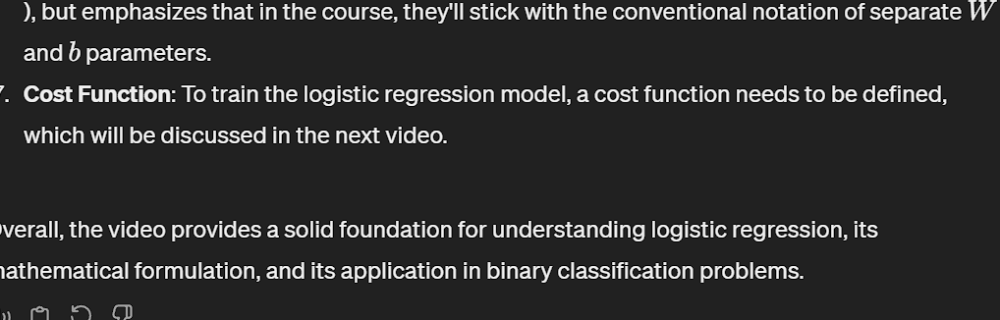 ), but emphasizes that in the course, they'll stick with the conventional notation of separate W
and b parameters.
. Cost Function: To train the logistic regression model, a cost function needs to be defined,
which will be discussed in the next video.
verall, the video provides a solid foundation for understanding logistic regression, its
athematical formulation, and its application in binary classification problems.